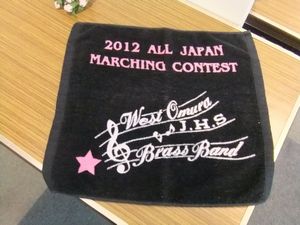 2012 ALL JAPAN
MARCHING CONTEST
West Omura
J.H.S
Brass Band